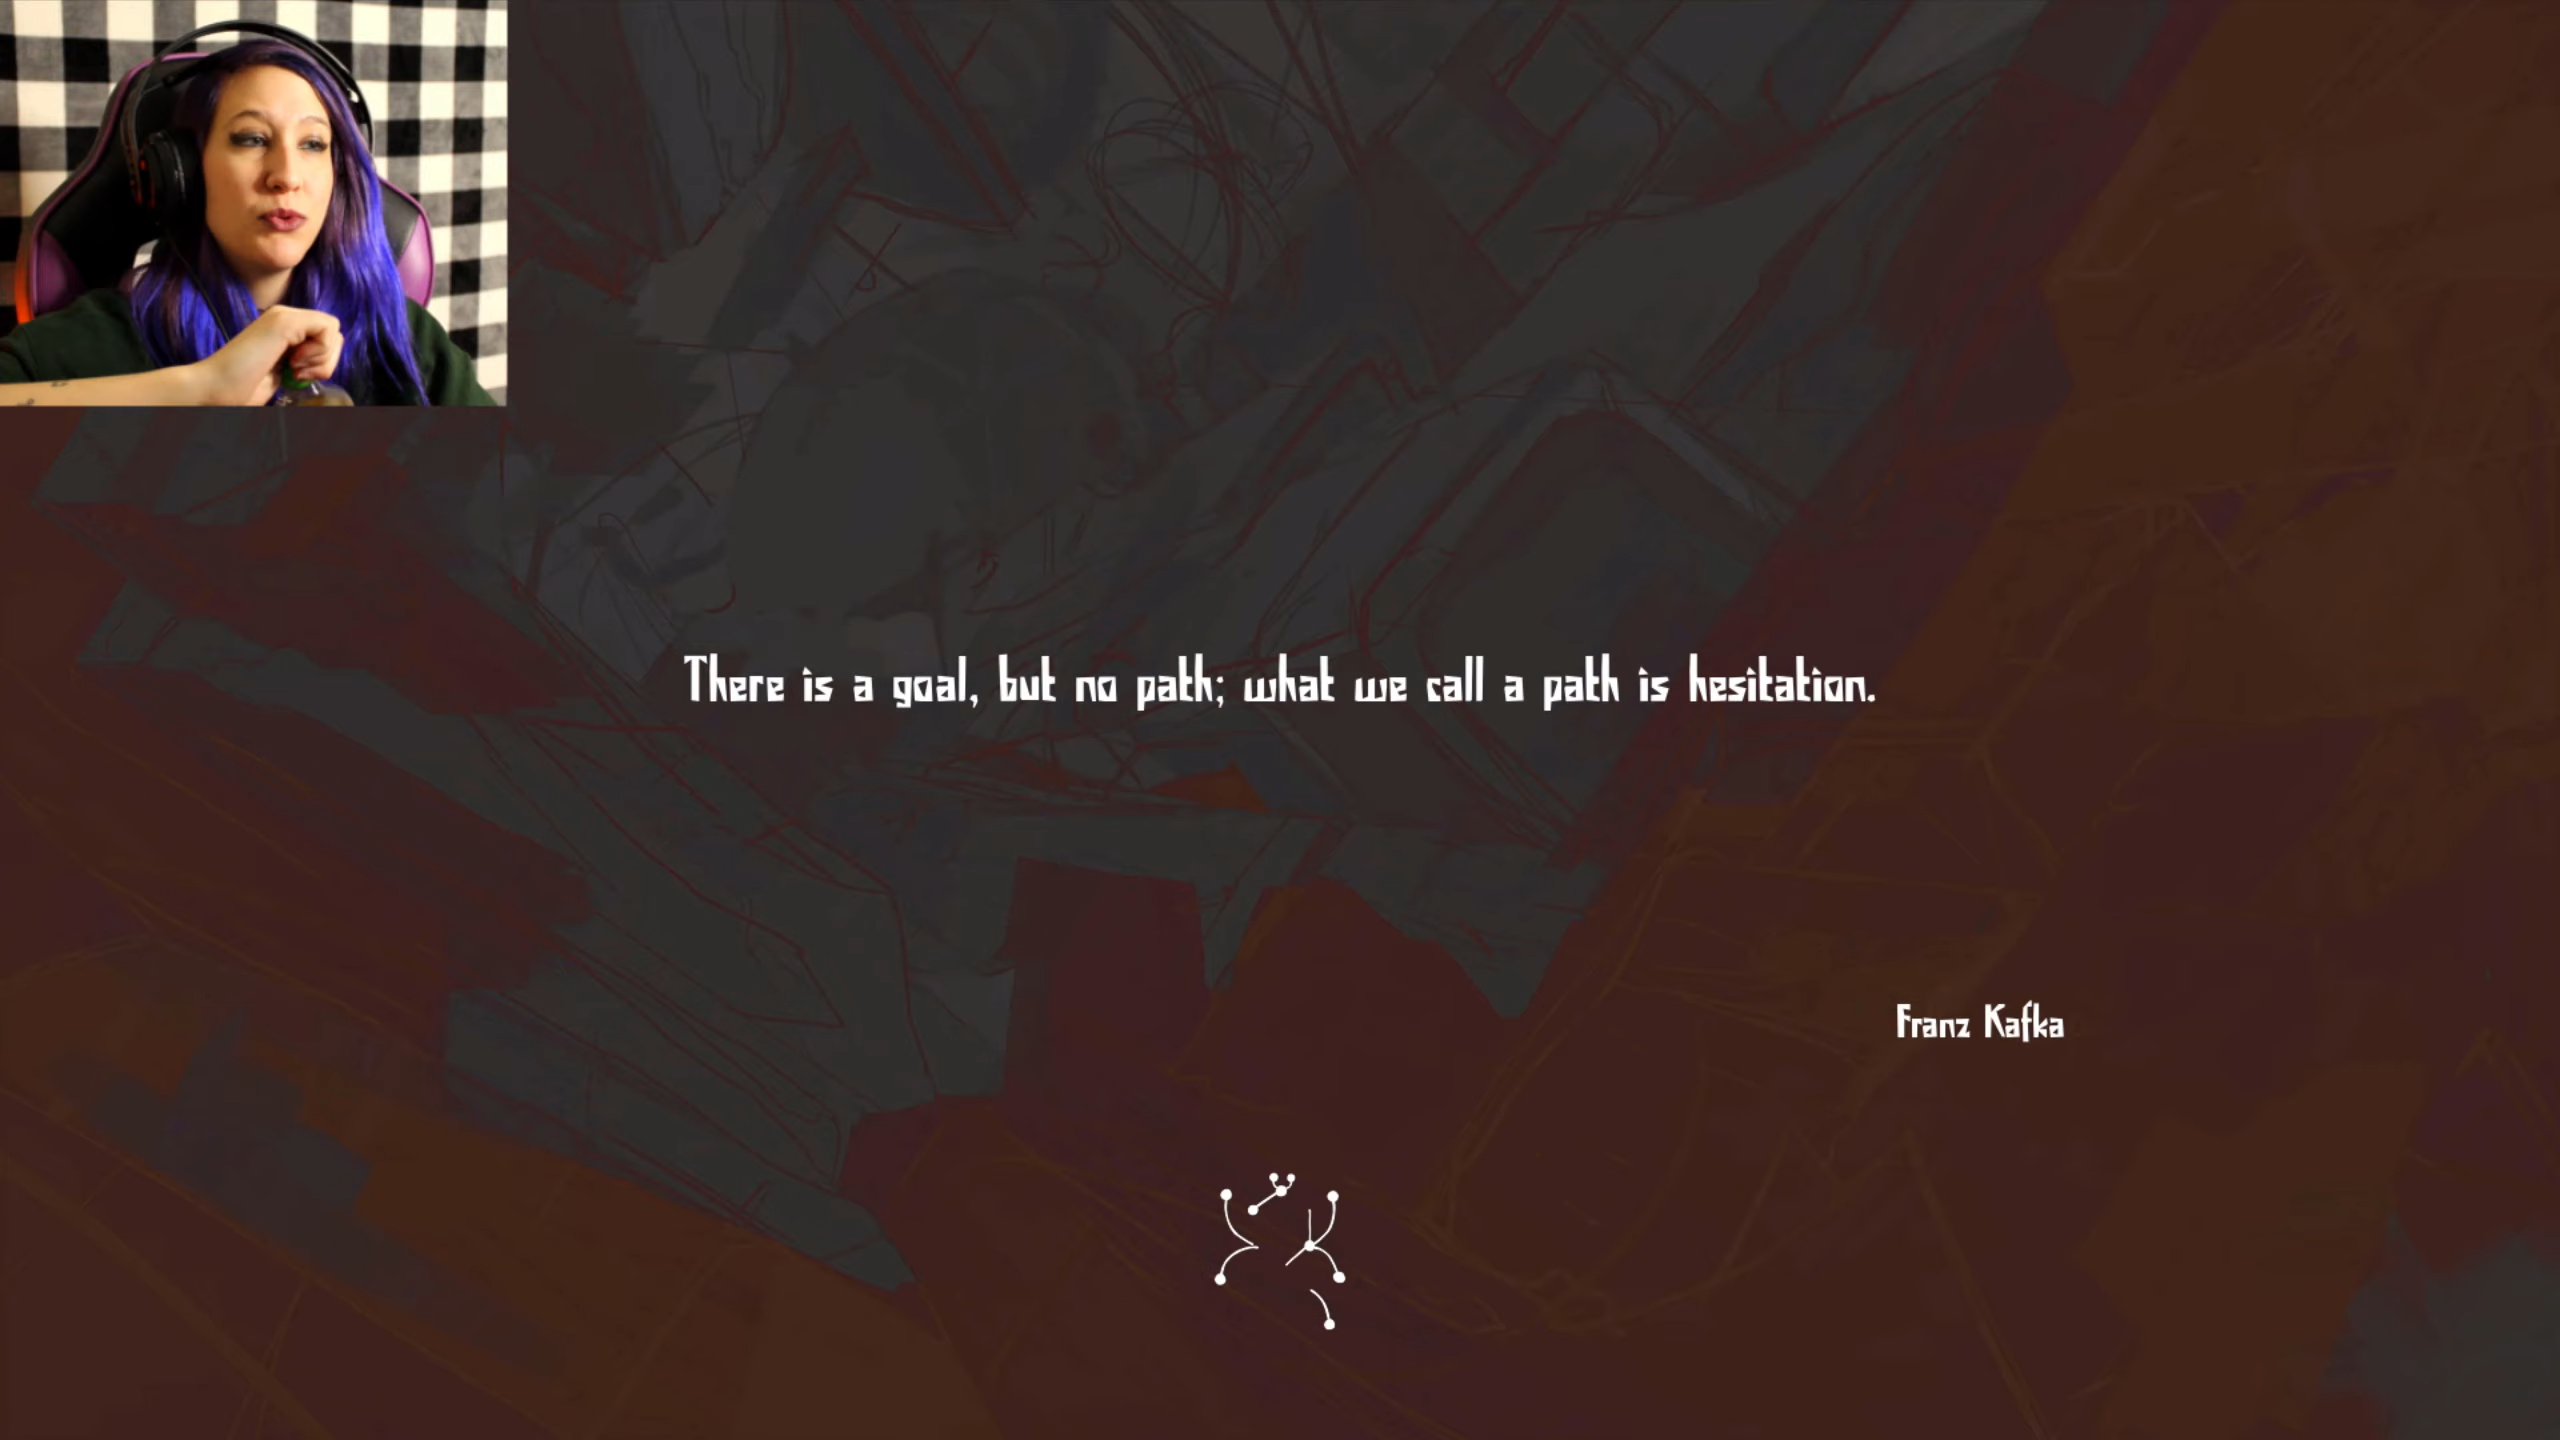 There is a goal, but no path; what we call a path is hesitation.
Franz Kafka